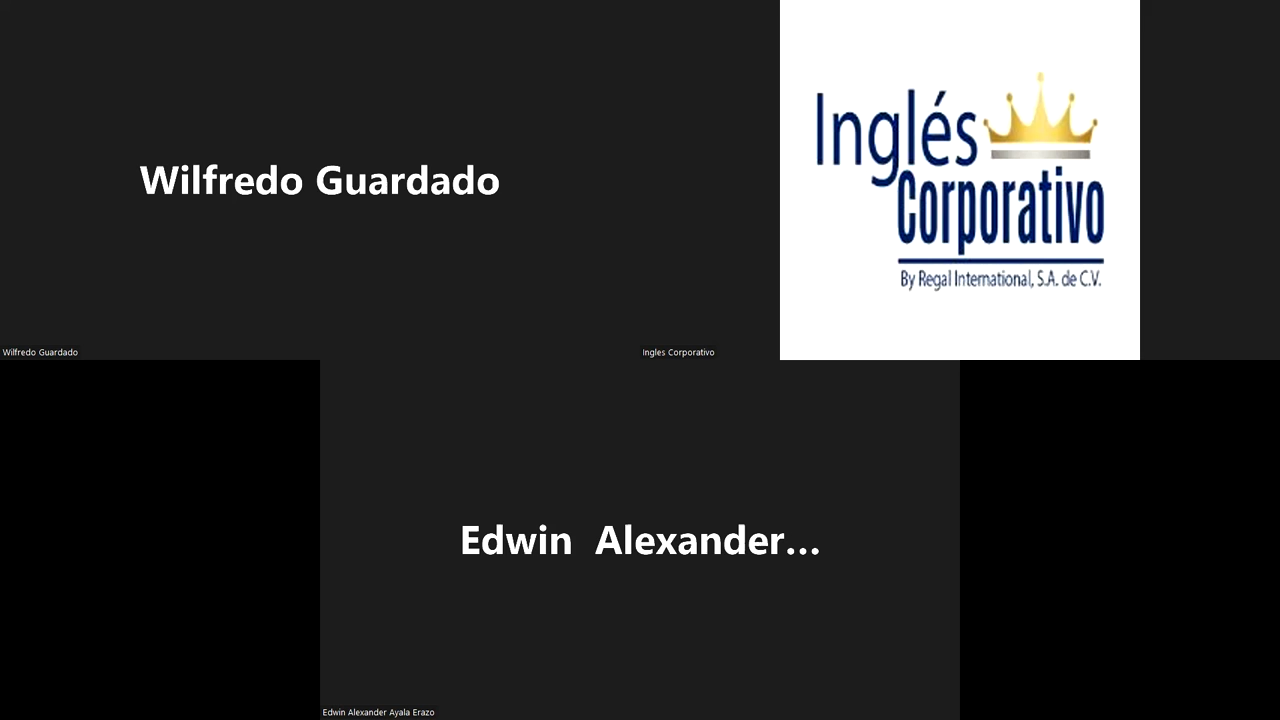 Wilfredo Guardado
Wilfredo Guardado
Inglés
Corporativo
By Regal International, S.A. de C.V.
Ingles Corporativo
Edwin  Alexander...
Edwin Alexander Ayala Erazo